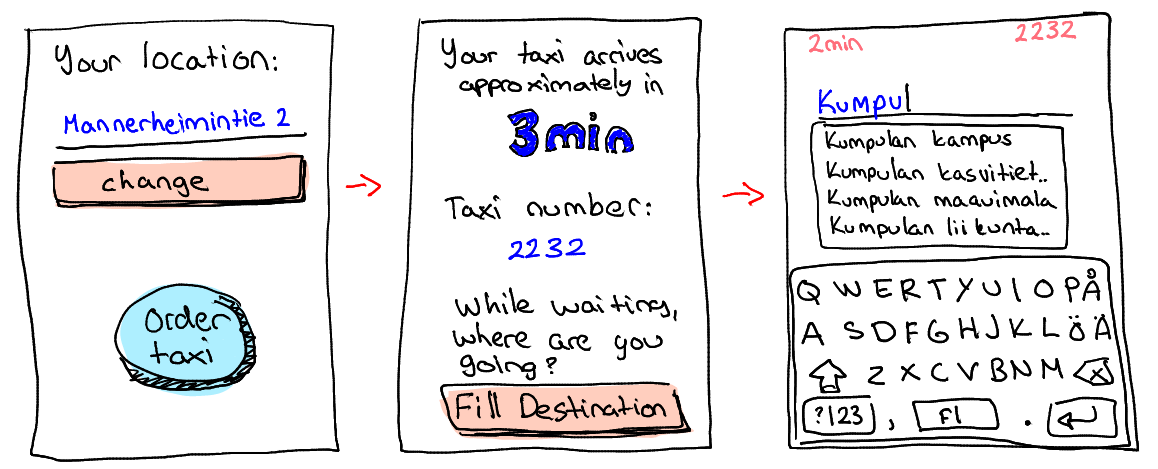 Your location:
Mannerheimintie 2
change
Order
taxi
Your taxi arrives
approximately in
3min
Taxi number:
2232
While waiting,
where are you
going?
Fill Destination
2min 2232
Kumpul
Kumpulan kampus
Kumpulan kasvitiet..
Kumpulan maauimala
Kumpulan liikunta..
Q W E R T Y U I O P Å
A S D F G H J K L Ö Ä
Z X C V B N M
?123 , FI .